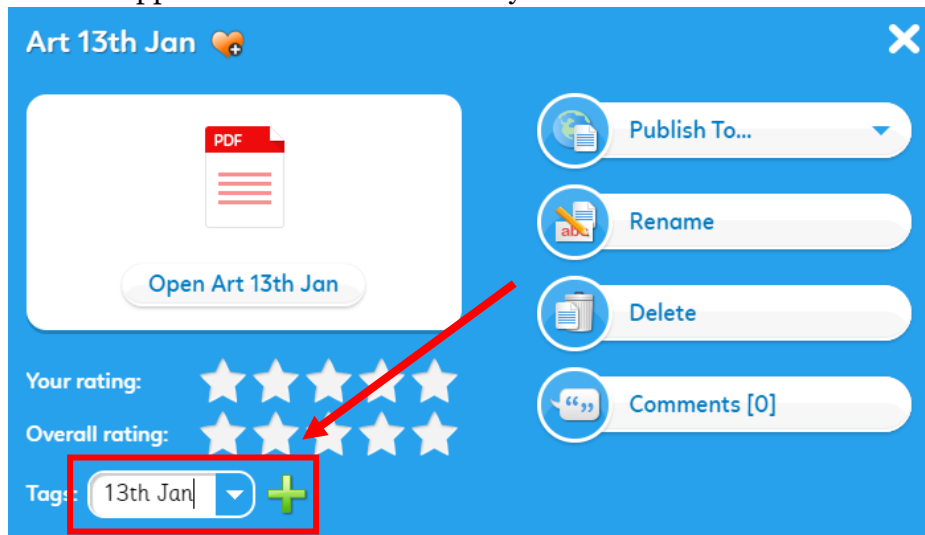 Art 13th Jan
PDF
Open Art 13th Jan
Publish To...
abc
Rename
Delete
Your rating:
Comments [0]
Overall rating:
Tags: 13th Jan